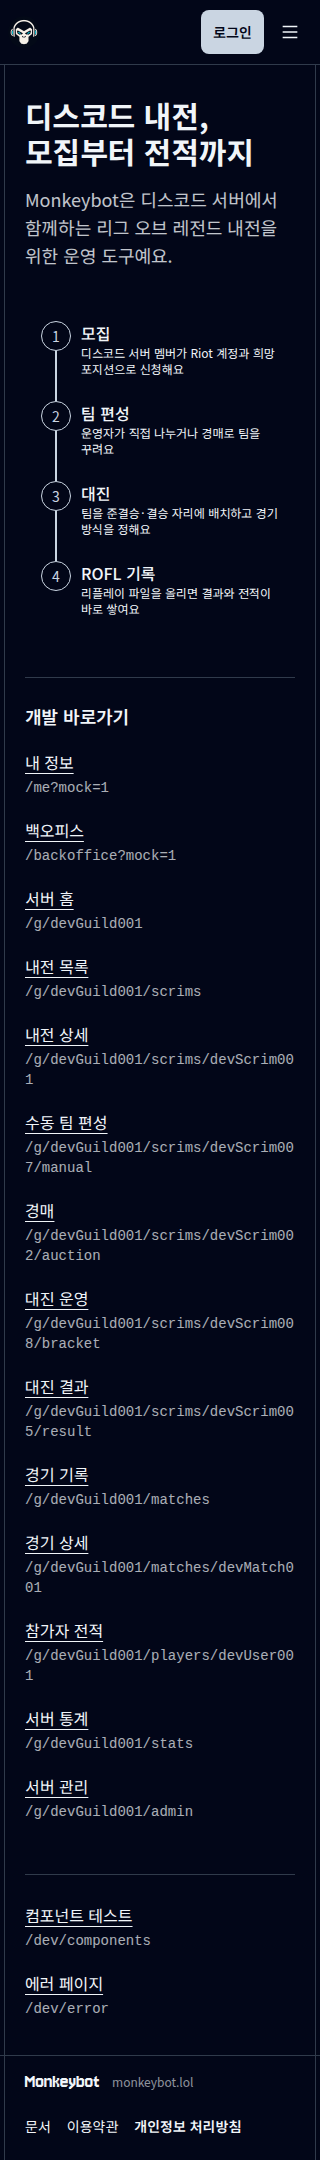 로그인
디스코드 내전,
모집부터 전적까지
Monkeybot은 디스코드 서버에서
함께하는 리그 오브 레전드 내전을
위한 운영 도구예요.
1
모집
디스코드 서버 멤버가 Riot 계정과 희망
포지션으로 신청해요
2
팀 편성
운영자가 직접 나누거나 경매로 팀을
꾸려요
3
대진
팀을 준결승·결승 자리에 배치하고 경기
방식을 정해요
4
ROFL 기록
리플레이 파일을 올리면 결과와 전적이
바로 쌓여요
개발 바로가기
내 정보
/me?mock=1
백오피스
/backoffice?mock=1
서버 홈
/g/devGuild001
내전 목록
/g/devGuild001/scrims
내전 상세
/g/devGuild001/scrims/devScrim00
1
수동 팀 편성
/g/devGuild001/scrims/devScrim00
7/manual
경매
/g/devGuild001/scrims/devScrim00
2/auction
대진 운영
/g/devGuild001/scrims/devScrim00
8/bracket
대진 결과
/g/devGuild001/scrims/devScrim00
5/result
경기 기록
/g/devGuild001/matches
경기 상세
/g/devGuild001/matches/devMatch0
01
참가자 전적
/g/devGuild001/players/devUser00
1
서버 통계
/g/devGuild001/stats
서버 관리
/g/devGuild001/admin
컴포넌트 테스트
/dev/components
에러 페이지
/dev/error
Monkeybot monkeybot.lol
문서 이용약관 개인정보 처리방침